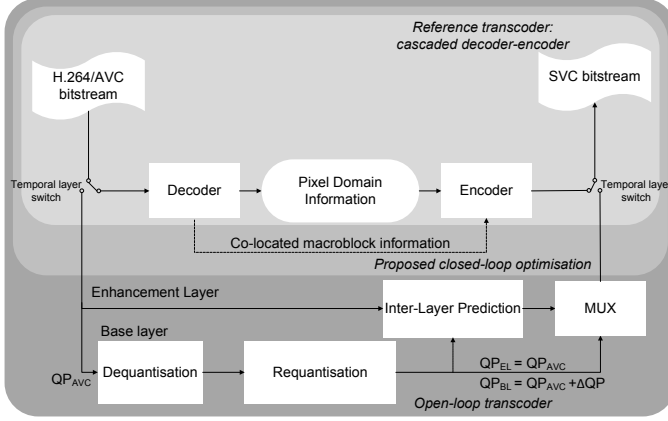 Reference transcoder:
cascaded decoder-encoder
H.264/AVC
bitstream
SVC bitstream
Temporal layer
switch
Decoder
Pixel Domain
Information
Encoder
Temporal layer
switch
Co-located macroblock information
Proposed closed-loop optimisation
Enhancement Layer
Inter-Layer Prediction
MUX
Base layer
QPAVC
Dequantisation
Requantisation
QPEL = QPAVC
QPBL = QPAVC +ΔQP
Open-loop transcoder